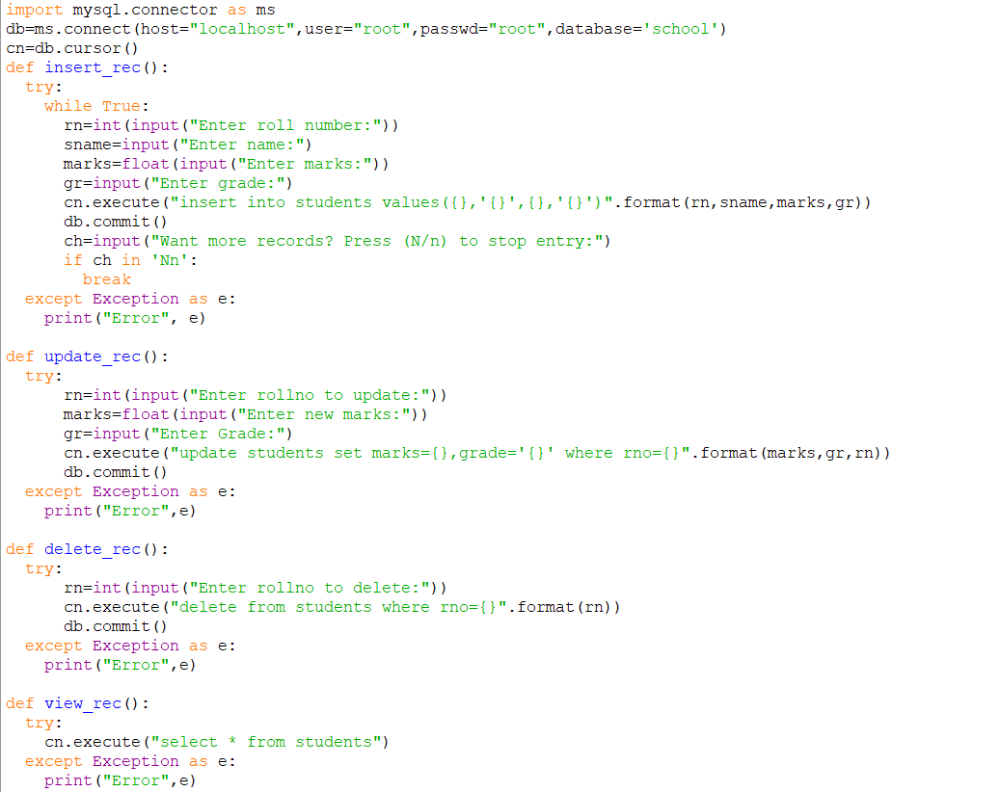 import mysql.connector as ms
db=ms.connect(host="localhost",user="root",passwd="root",database='school')
cn=db.cursor()
def insert_rec():
  try:
    while True:
      rn=int(input("Enter roll number:"))
      sname=input("Enter name:")
      marks=float(input("Enter marks:"))
      gr=input("Enter grade:")
      cn.execute("insert into students values({},'{}',{},'{}')".format(rn,sname,marks,gr))
      db.commit()
      ch=input("Want more records? Press (N/n) to stop entry:")
      if ch in 'Nn':
        break
  except Exception as e:
    print("Error", e)

def update_rec():
  try:
      rn=int(input("Enter rollno to update:"))
      marks=float(input("Enter new marks:"))
      gr=input("Enter Grade:")
      cn.execute("update students set marks={},grade='{}' where rno={}".format(marks,gr,rn))
      db.commit()
  except Exception as e:
    print("Error",e)

def delete_rec():
  try:
      rn=int(input("Enter rollno to delete:"))
      cn.execute("delete from students where rno={}".format(rn))
      db.commit()
  except Exception as e:
    print("Error",e)

def view_rec():
  try:
    cn.execute("select * from students")
  except Exception as e:
    print("Error",e)